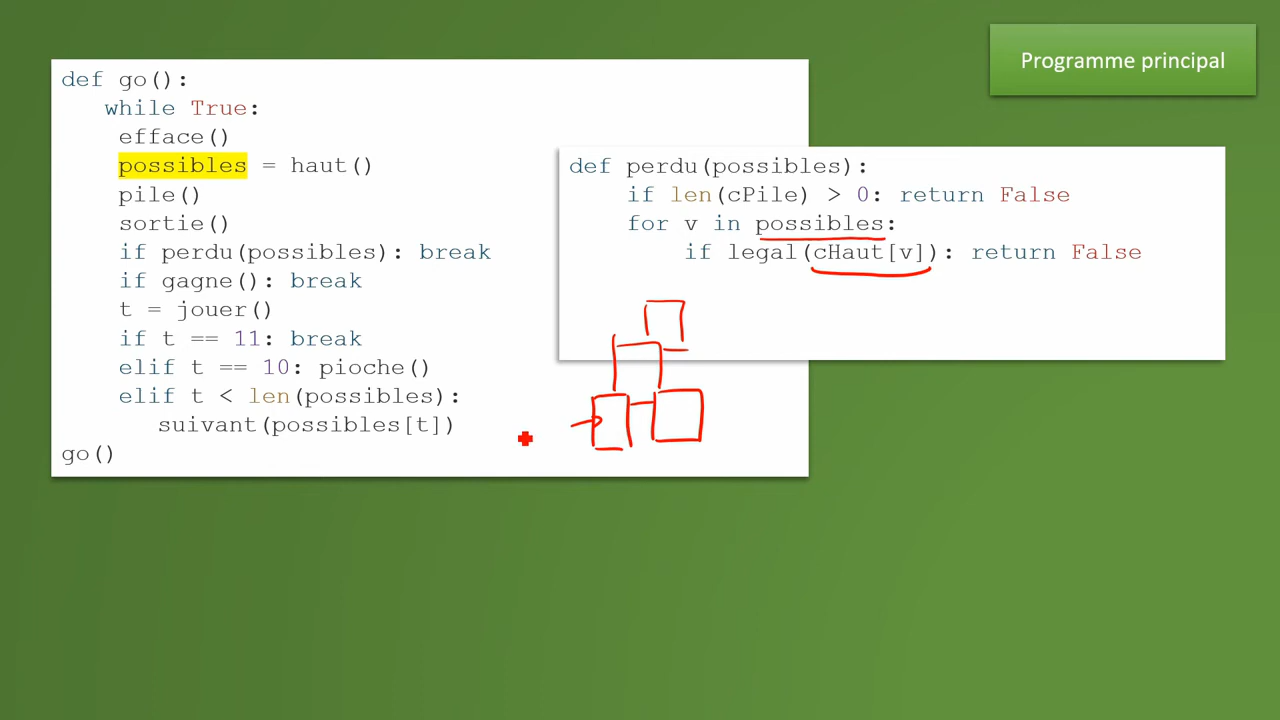 Programme principal
def go():
while True:
efface()
possibles = haut()
pile()
sortie()
if perdu(possibles): break
if gagne(): break
t = jouer()
if t == 11: break
elif t == 10: pioche()
elif t < len(possibles):
suivant(possibles[t])
go()
def perdu(possibles):
if len(cPile) > 0: return False
for v in possibles:
if legal(cHaut[v]): return False